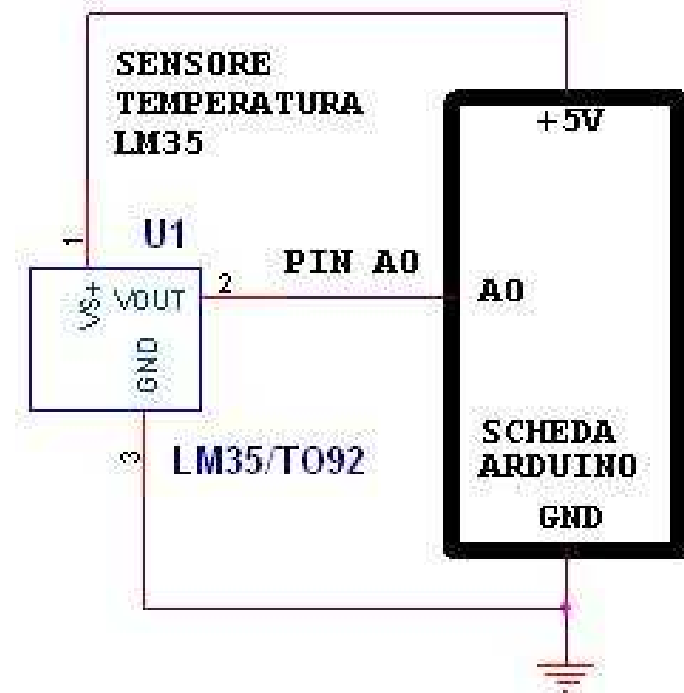 SENSORE
TEMPERATURA
LM35
+5V
1
U1
PIN A0
VS+
VOUT
2
A0
GND
3
LM35/TO92
SCHEDA
ARDUINO
GND